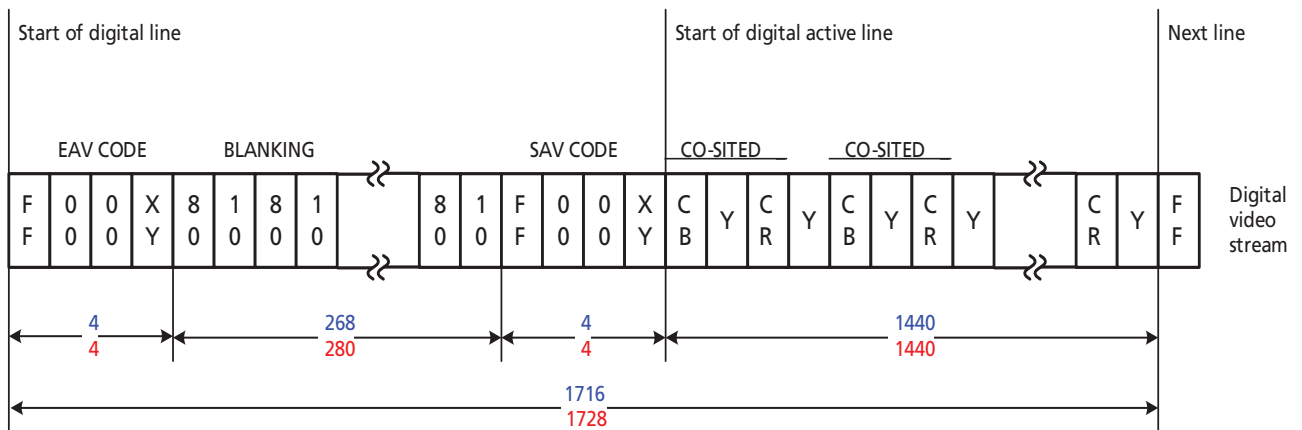 Start of digital line Start of digital active line Next line
EAV CODE BLANKING SAV CODE CO-SITED CO-SITED
F 0 0 X 8 1 8 1 8 1 F 0 0 X C Y C Y C Y C Y C Y F
F 0 0 Y 0 0 0 0 0 0 F 0 0 Y B R B R R F
Digital
video
stream
4 268 4 1440
4 280 4 1440
1716
1728